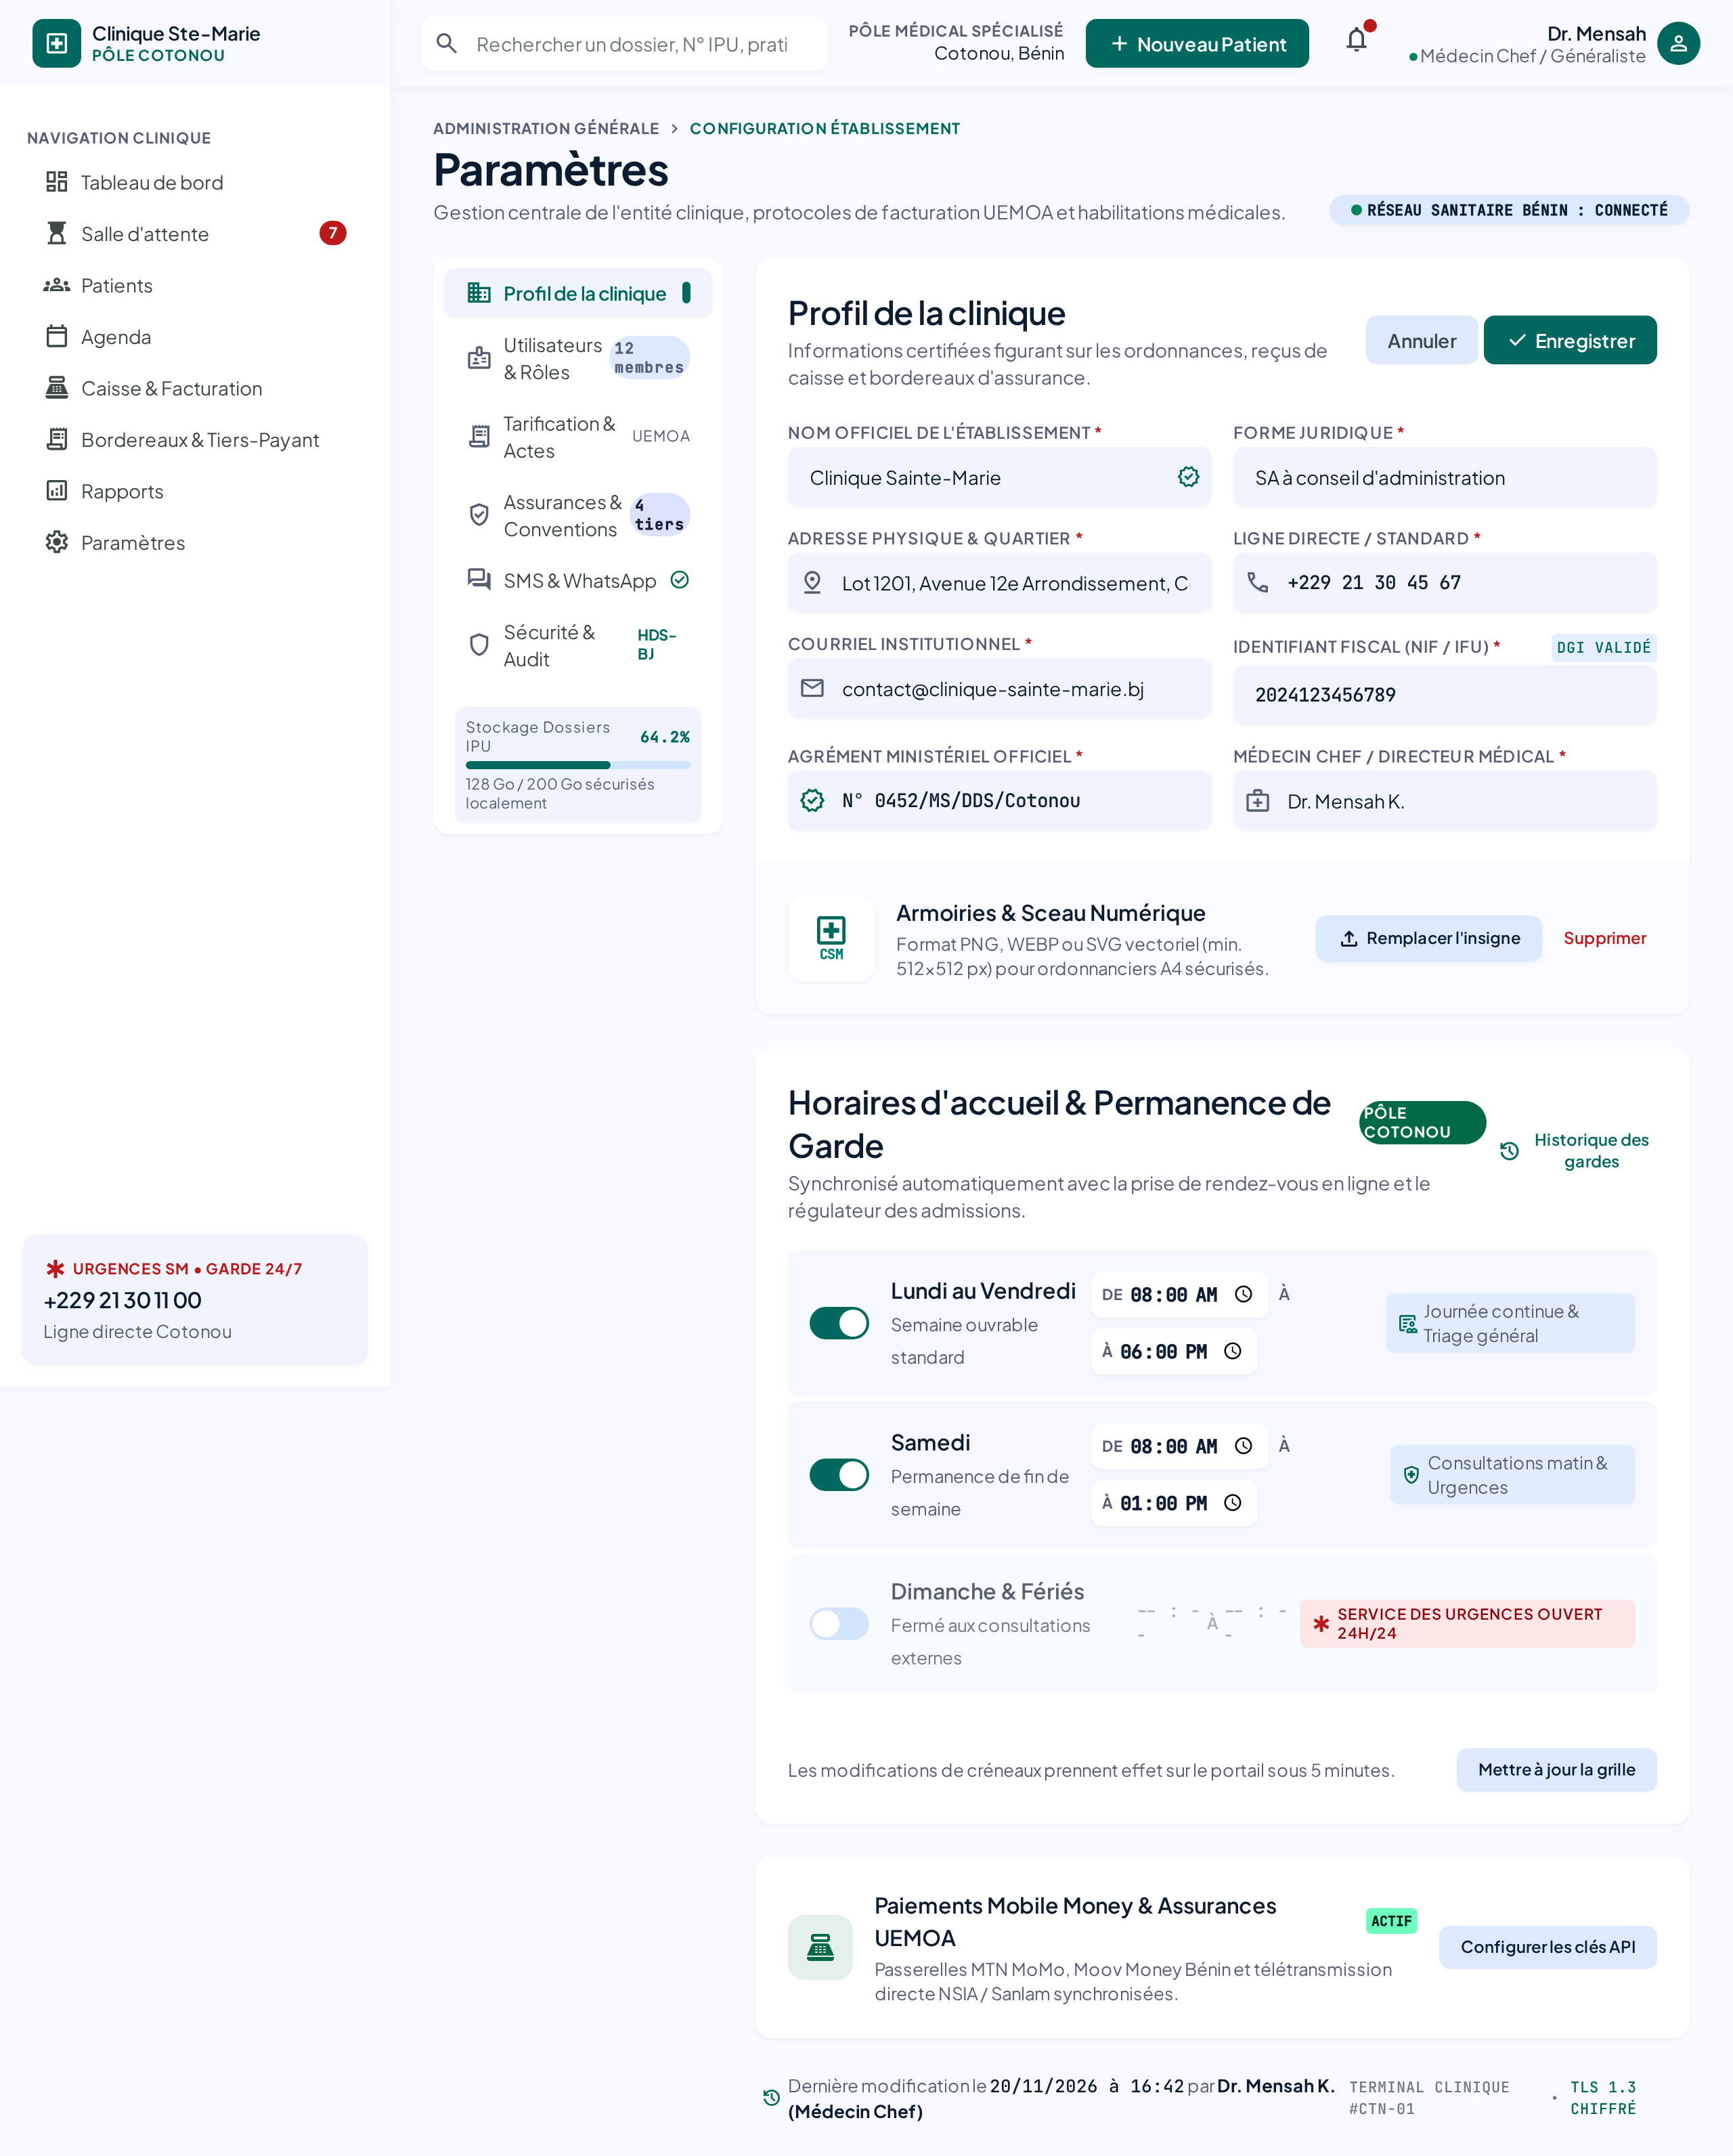 Clinique Ste-Marie
PÔLE COTONOU
Rechercher un dossier, N° IPU, prati
PÔLE MÉDICAL SPÉCIALISÉ
Cotonou, Bénin
Nouveau Patient
Dr. Mensah
Médecin Chef / Généraliste
NAVIGATION CLINIQUE
Tableau de bord
Salle d'attente
7
Patients
Agenda
Caisse & Facturation
Bordereaux & Tiers-Payant
Rapports
Paramètres
URGENCES SM • GARDE 24/7
+229 21 30 11 00
Ligne directe Cotonou
ADMINISTRATION GÉNÉRALE > CONFIGURATION ÉTABLISSEMENT
Paramètres
Gestion centrale de l'entité clinique, protocoles de facturation UEMOA et habilitations médicales.
RÉSEAU SANITAIRE BÉNIN : CONNECTÉ
Profil de la clinique
Utilisateurs
& Rôles
12
membres
Tarification &
Actes
UEMOA
Assurances &
Conventions
4
tiers
SMS & WhatsApp
Sécurité &
Audit
HDS-
BJ
Stockage Dossiers
IPU
64.2%
128 Go / 200 Go sécurisés
localement
Profil de la clinique
Informations certifiées figurant sur les ordonnances, reçus de
caisse et bordereaux d'assurance.
Annuler
Enregistrer
NOM OFFICIEL DE L'ÉTABLISSEMENT *
Clinique Sainte-Marie
FORME JURIDIQUE *
SA à conseil d'administration
ADRESSE PHYSIQUE & QUARTIER *
Lot 1201, Avenue 12e Arrondissement, C
LIGNE DIRECTE / STANDARD *
+229 21 30 45 67
COURRIEL INSTITUTIONNEL *
contact@clinique-sainte-marie.bj
IDENTIFIANT FISCAL (NIF / IFU) *
DGI VALIDÉ
2024123456789
AGRÉMENT MINISTÉRIEL OFFICIEL *
N° 0452/MS/DDS/Cotonou
MÉDECIN CHEF / DIRECTEUR MÉDICAL *
Dr. Mensah K.
CSM
Armoiries & Sceau Numérique
Format PNG, WEBP ou SVG vectoriel (min.
512×512 px) pour ordonnanciers A4 sécurisés.
Remplacer l'insigne
Supprimer
Horaires d'accueil & Permanence de
Garde
PÔLE
COTONOU
Historique des
gardes
Synchronisé automatiquement avec la prise de rendez-vous en ligne et le
régulateur des admissions.
Lundi au Vendredi
Semaine ouvrable
standard
DE 08:00 AM
À
À 06:00 PM
Journée continue &
Triage général
Samedi
Permanence de fin de
semaine
DE 08:00 AM
À
À 01:00 PM
Consultations matin &
Urgences
Dimanche & Fériés
Fermé aux consultations
externes
-- : -
-
À
-- : -
-
SERVICE DES URGENCES OUVERT
24H/24
Les modifications de créneaux prennent effet sur le portail sous 5 minutes.
Mettre à jour la grille
Paiements Mobile Money & Assurances
UEMOA
ACTIF
Passerelles MTN MoMo, Moov Money Bénin et télétransmission
directe NSIA / Sanlam synchronisées.
Configurer les clés API
Dernière modification le 20/11/2026 à 16:42 par Dr. Mensah K.
(Médecin Chef)
TERMINAL CLINIQUE
#CTN-01
•
TLS 1.3
CHIFFRÉ